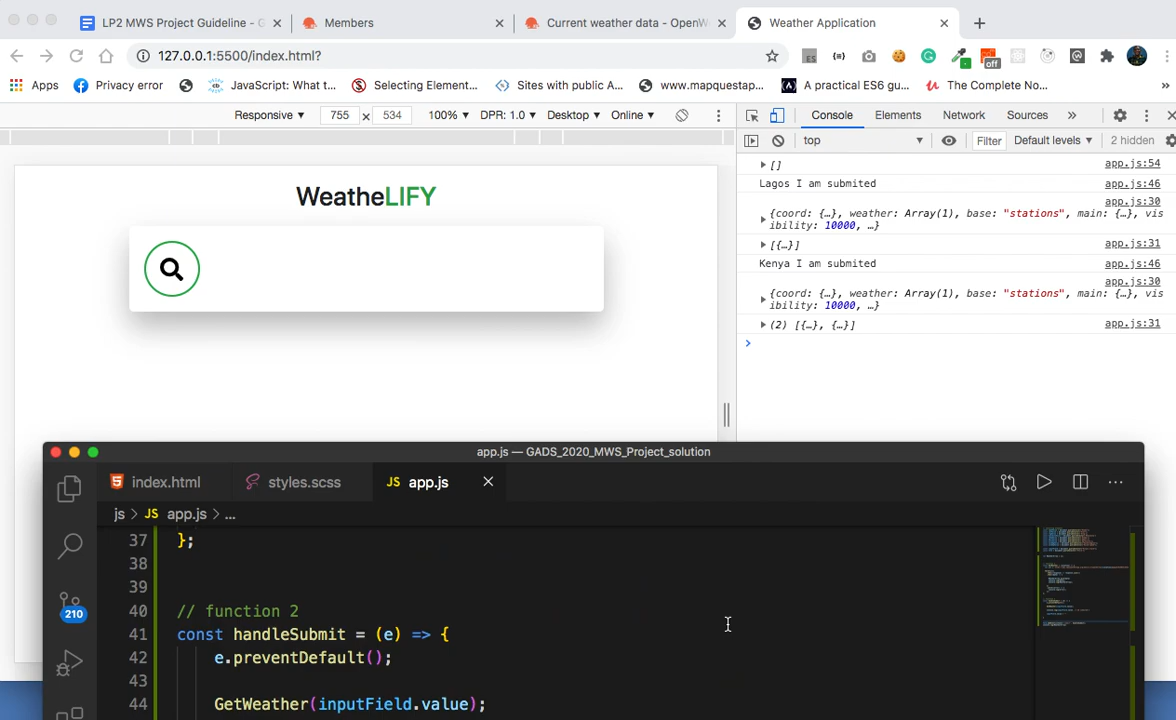 LP2 MWS Project Guideline - G
Members
Current weather data - OpenW
Weather Application
127.0.0.1:5500/index.html?
off
Apps
Privacy error
JavaScript: What t...
Selecting Element...
Sites with public A...
www.mapquestap...
A practical ES6 gu...
The Complete No...
Responsive
755
x
534
100%
DPR: 1.0
Desktop
Online
Console
Elements
Network
Sources
top
Filter
Default levels
2 hidden
[]
app.js:54
Lagos I am submited
app.js:46
app.js:30
{coord: {…}, weather: Array(1), base: "stations", main: {…}, vis
ibility: 10000, …}
[{…}]
app.js:31
Kenya I am submited
app.js:46
app.js:30
{coord: {…}, weather: Array(1), base: "stations", main: {…}, vis
ibility: 10000, …}
(2) [{…}, {…}]
app.js:31
WeatheLIFY
app.js — GADS_2020_MWS_Project_solution
index.html
styles.scss
JS app.js
js > JS app.js > ...
210
37 };
38
39
40 // function 2
41 const handleSubmit = (e) => {
42 e.preventDefault();
43
44 GetWeather(inputField.value);